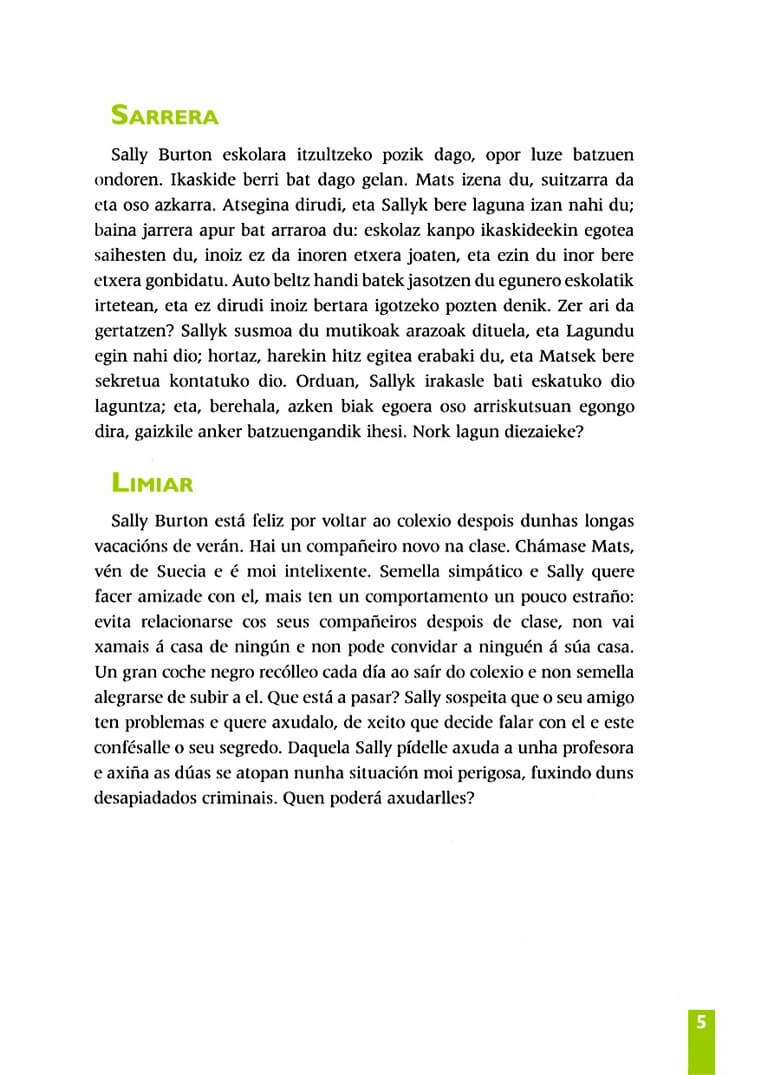 SARRERA
Sally Burton eskolara itzultzeko pozik dago, opor luze batzuen
ondoren. Ikaskide berri bat dago gelan. Mats izena du, suitzarra da
eta oso azkarra. Atsegina dirudi, eta Sallyk bere laguna izan nahi du;
baina jarrera apur bat arraroa du: eskolaz kanpo ikaskideekin egotea
saihesten du, inoiz ez da inoren etxera joaten, eta ezin du inor bere
etxera gonbidatu. Auto beltz handi batek jasotzen du egunero eskolatik
irtetean, eta ez dirudi inoiz bertara igotzeko pozten denik. Zer ari da
gertatzen? Sallyk susmoa du mutikoak arazoak dituela, eta Lagundu
egin nahi dio; hortaz, harekin hitz egitea erabaki du, eta Matsek bere
sekretua kontatuko dio. Orduan, Sallyk irakasle bati eskatuko dio
laguntza; eta, berehala, azken biak egoera oso arriskutsuan egongo
dira, gaizkile anker batzuengandik ihesi. Nork lagun diezaieke?
LIMIAR
Sally Burton está feliz por voltar ao colexio despois dunhas longas
vacacións de verán. Hai un compañeiro novo na clase. Chámase Mats,
vén de Suecia e é moi intelixente. Semella simpático e Sally quere
facer amizade con el, mais ten un comportamento un pouco estraño:
evita relacionarse cos seus compañeiros despois de clase, non vai
xamais á casa de ningún e non pode convidar a ninguén á súa casa.
Un gran coche negro recólleo cada día ao saír do colexio e non semella
alegrarse de subir a el. Que está a pasar? Sally sospeita que o seu amigo
ten problemas e quere axudalo, de xeito que decide falar con el e este
confésalle o seu segredo. Daquela Sally pídelle axuda a unha profesora
e axiña as dúas se atopan nunha situación moi perigosa, fuxindo duns
desapiadados criminais. Quen poderá axudarlles?
5